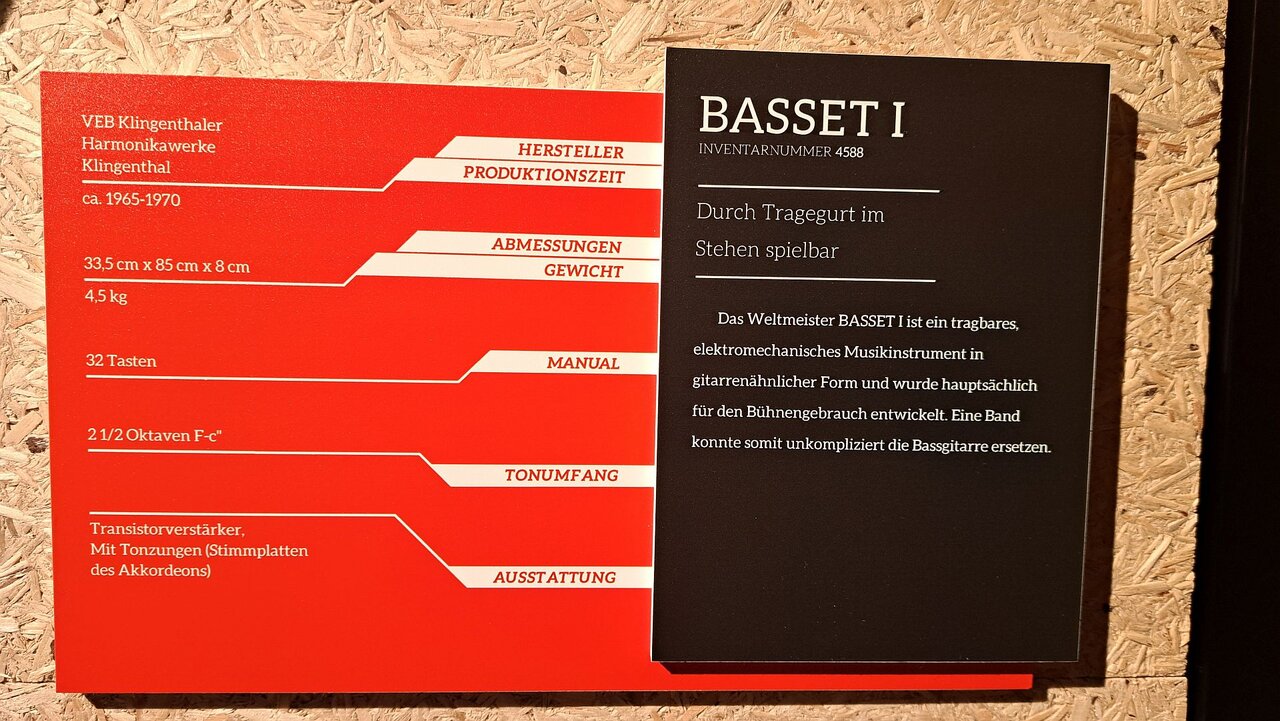 VEB Klingenthaler
Harmonikawerke
Klingenthal
HERSTELLER
PRODUKTIONSZEIT
ca. 1965-1970
ABMESSUNGEN
33,5 cm x 85 cm x 8 cm
GEWICHT
4,5 kg
32 Tasten
MANUAL
2 1/2 Oktaven F-c"
TONUMFANG
Transistorverstärker,
Mit Tonzungen (Stimmplatten
des Akkordeons)
AUSSTATTUNG
BASSET I
INVENTARNUMMER 4588
Durch Tragegurt im
Stehen spielbar
Das Weltmeister BASSET I ist ein tragbares,
elektromechanisches Musikinstrument in
gitarrenähnlicher Form und wurde hauptsächlich
für den Bühnengebrauch entwickelt. Eine Band
konnte somit unkompliziert die Bassgitarre ersetzen.